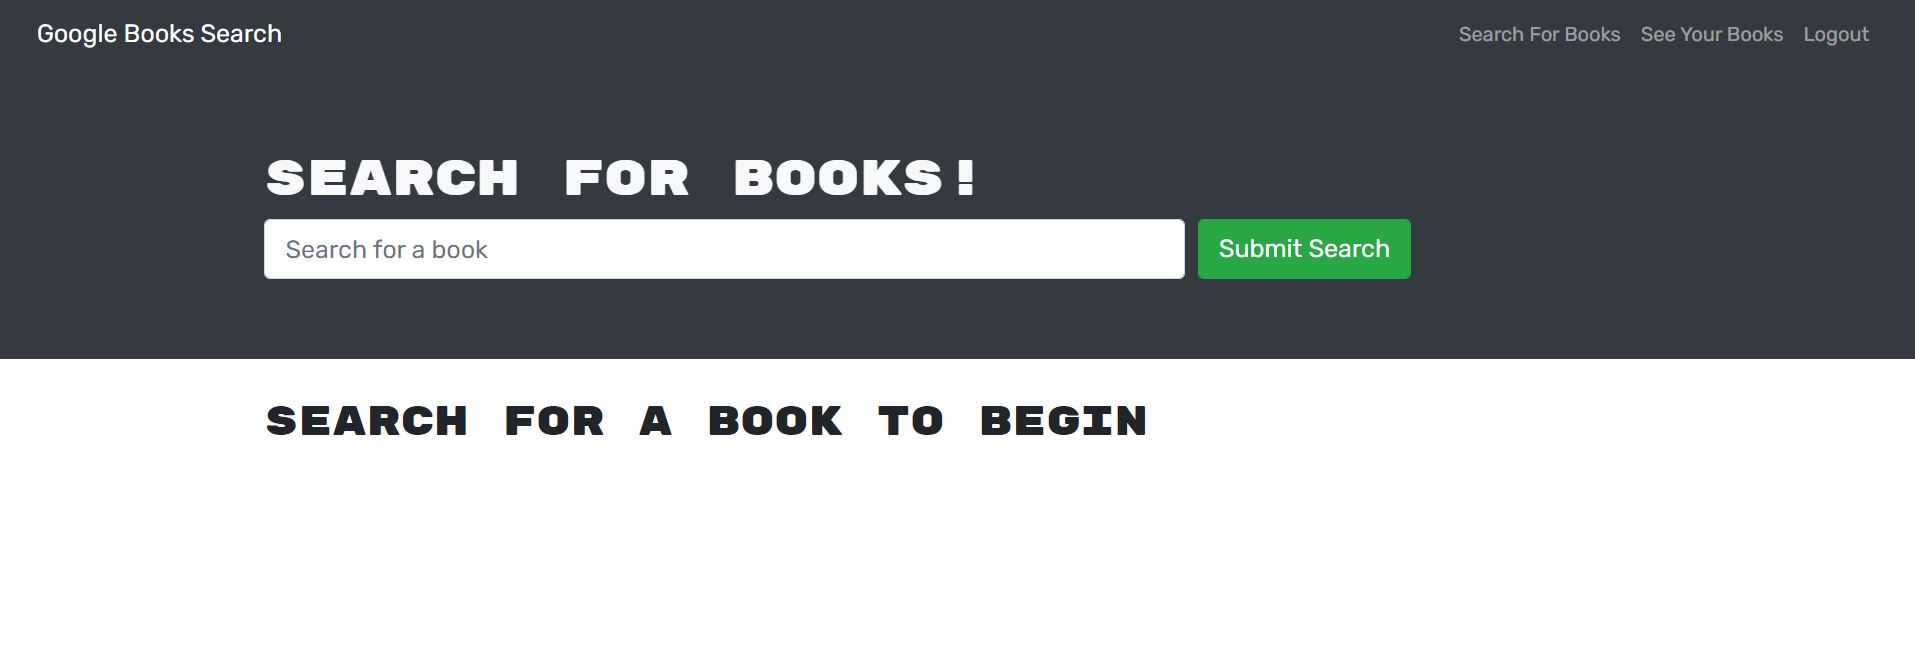 Google Books Search
Search For Books See Your Books Logout
SEARCH FOR BOOKS!
Search for a book
Submit Search
SEARCH FOR A BOOK TO BEGIN